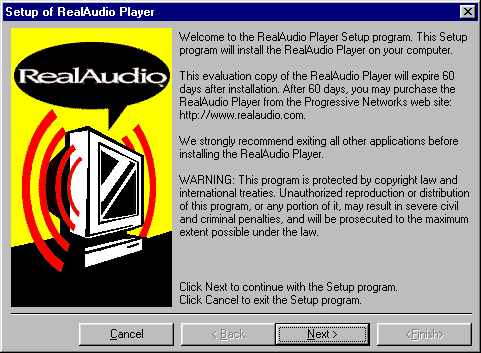 Setup of RealAudio Player
RealAudio
Welcome to the RealAudio Player Setup program. This Setup
program will install the RealAudio Player on your computer.
This evaluation copy of the RealAudio Player will expire 60
days after installation. After 60 days, you may purchase the
RealAudio Player from the Progressive Networks web site:
http://www.realaudio.com.
We strongly recommend exiting all other applications before
installing the RealAudio Player.
WARNING: This program is protected by copyright law and
international treaties. Unauthorized reproduction or distribution
of this program, or any portion of it, may result in severe civil
and criminal penalties, and will be prosecuted to the maximum
extent possible under the law.
Click Next to continue with the Setup program.
Click Cancel to exit the Setup program.
Cancel
< Back
Next >
<Finish>